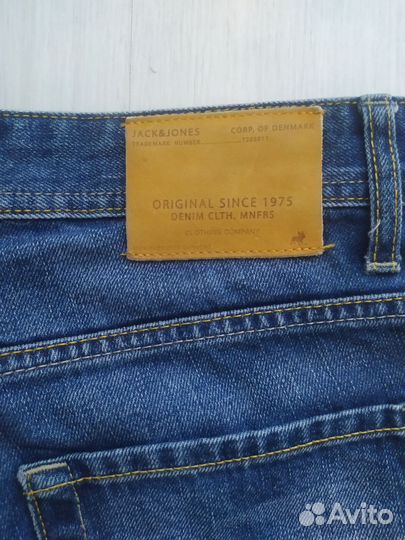 JACK&JONES CORP, OF DENMARK
TRADEMARK NUMBER
ORIGINAL SINCE 1975
DENIM CLTH, MNFRS
CLOTHING COMPANY
Avito